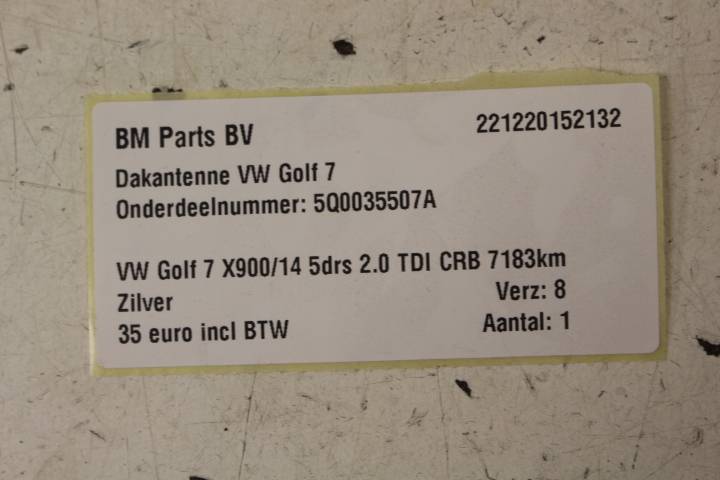 BM Parts BV 221220152132
Dakantenne VW Golf 7
Onderdeelnummer: 5Q0035507A
VW Golf 7 X900/14 5drs 2.0 TDI CRB 7183km
Zilver Verz: 8
35 euro incl BTW Aantal: 1